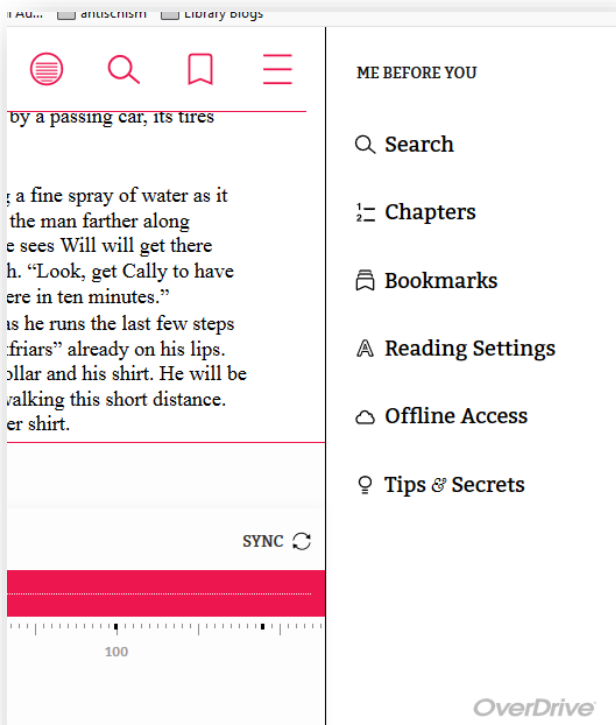 antischism
Library Blogs
by a passing car, its tires
a fine spray of water as it
the man farther along
e sees Will will get there
h. “Look, get Cally to have
ere in ten minutes.”
as he runs the last few steps
friars” already on his lips.
ollar and his shirt. He will be
walking this short distance.
er shirt.
SYNC
100
ME BEFORE YOU
Search
Chapters
Bookmarks
Reading Settings
Offline Access
Tips & Secrets
OverDrive